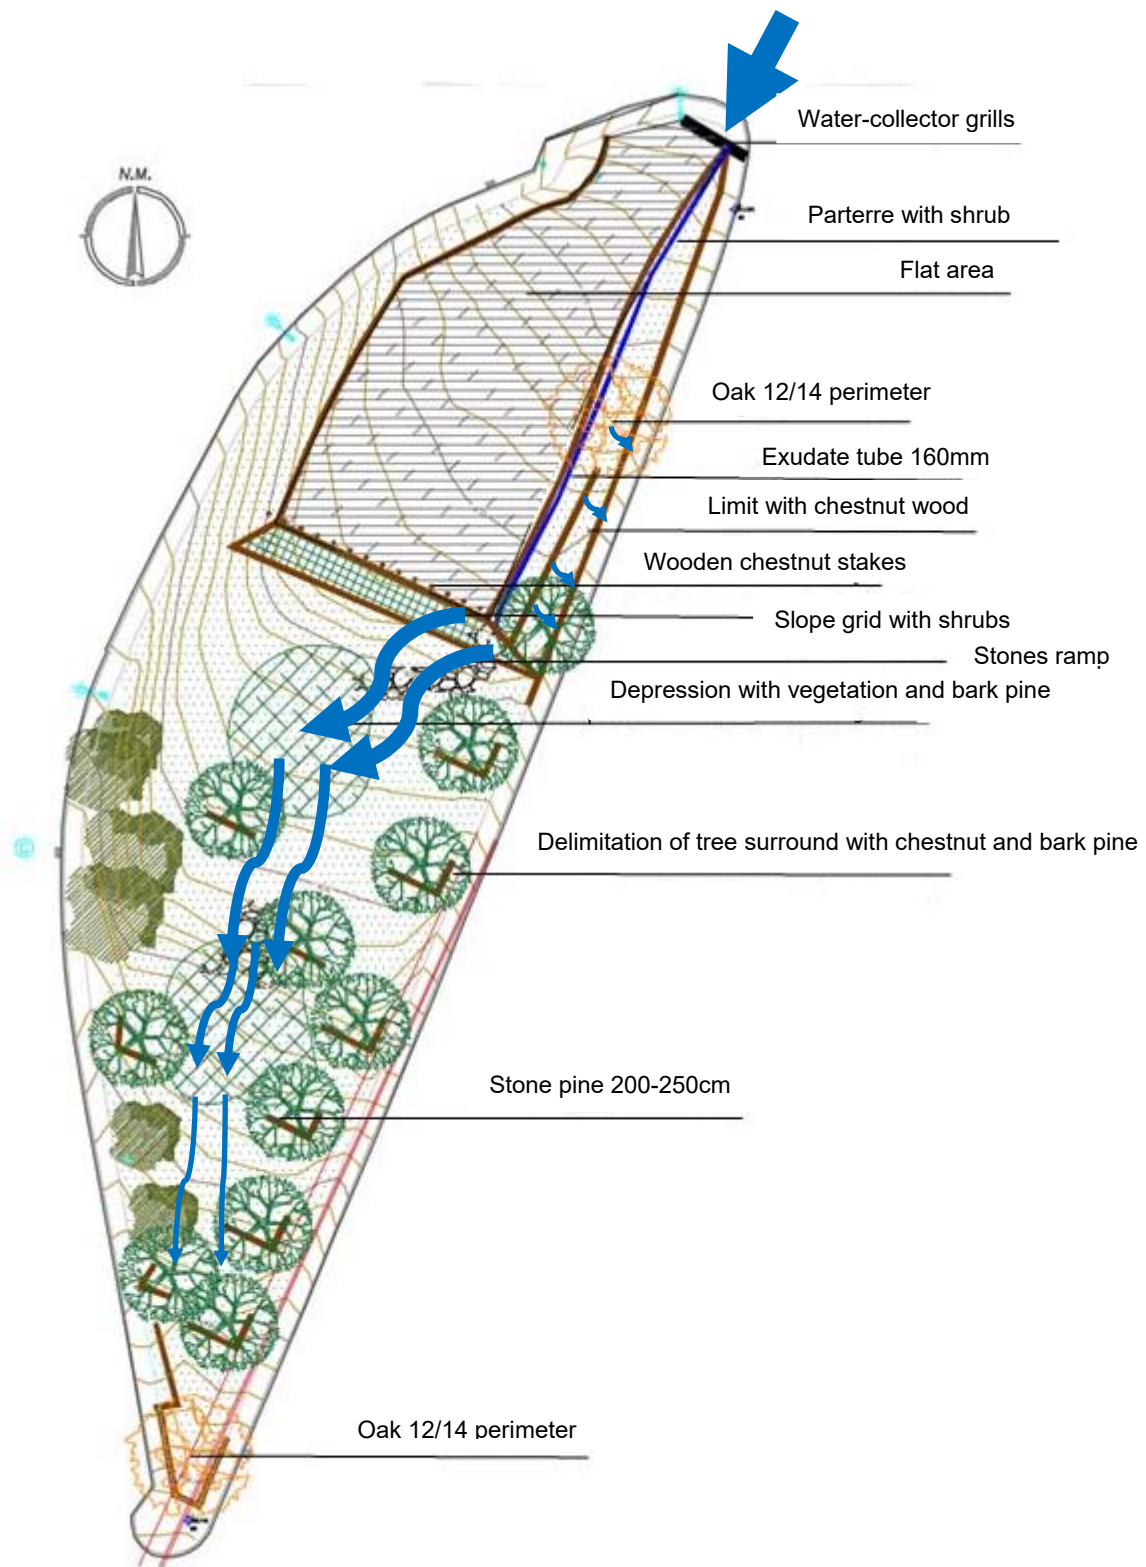 Water-collector grills
N.M.
Parterre with shrub
Flat area
Oak 12/14 perimeter
Exudate tube 160mm
Limit with chestnut wood
Wooden chestnut stakes
Slope grid with shrubs
Stones ramp
Depression with vegetation and bark pine
Delimitation of tree surround with chestnut and bark pine
©
Stone pine 200-250cm
Oak 12/14 perimeter